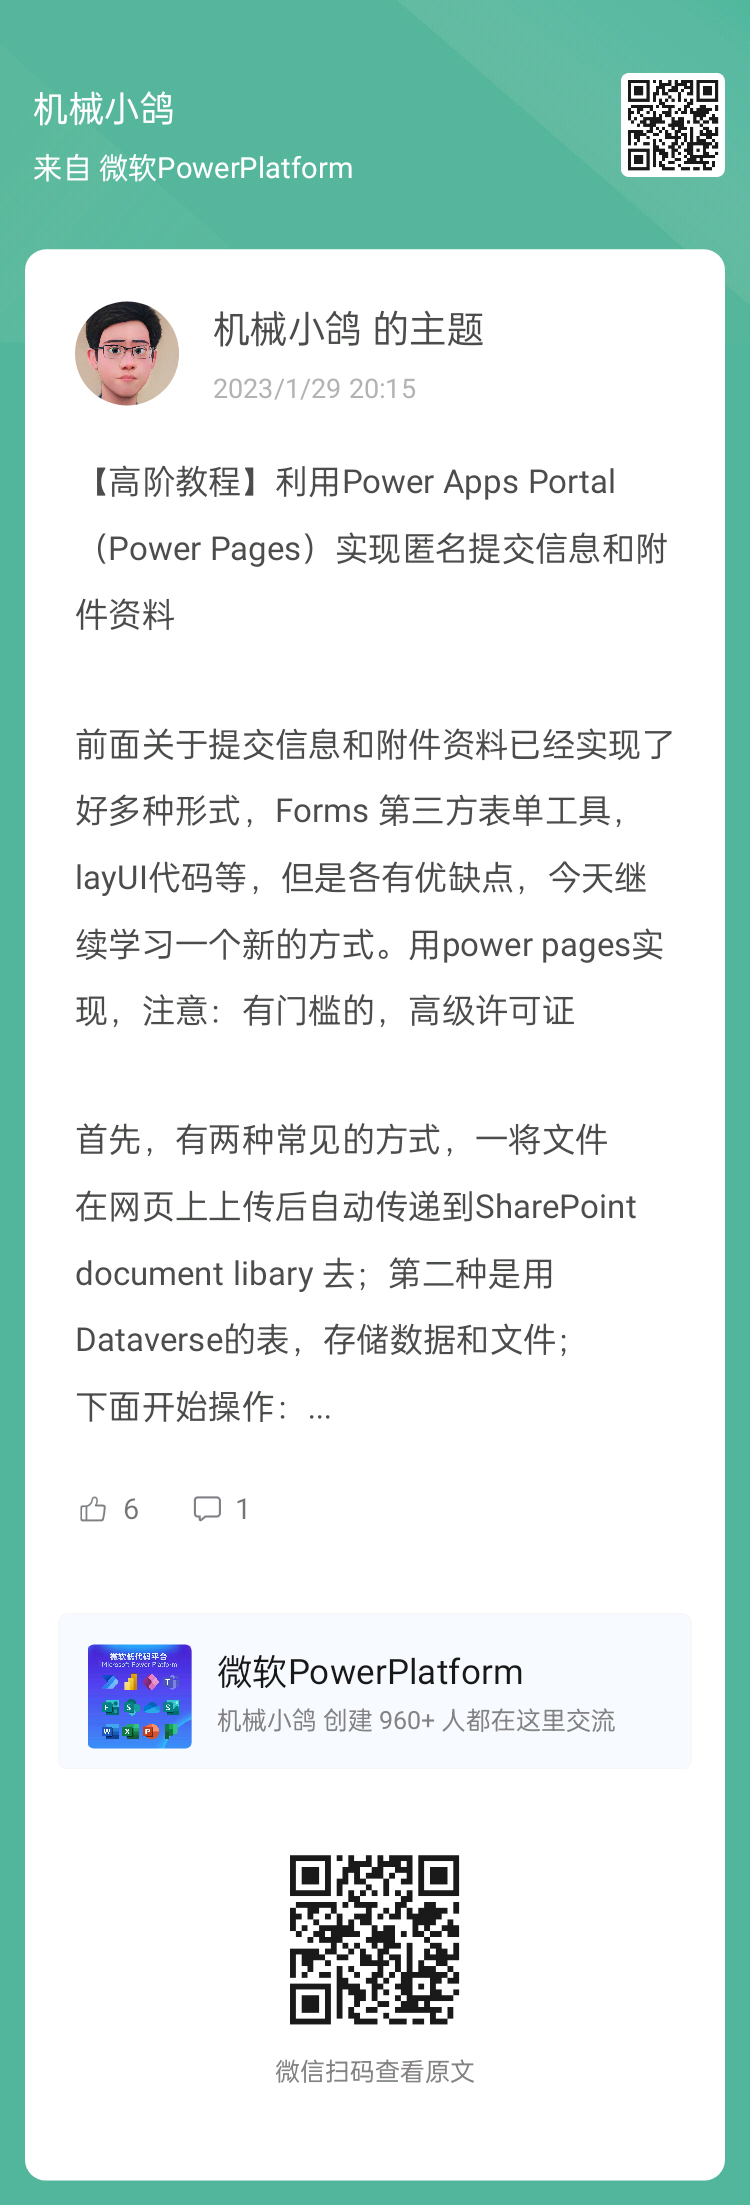 机械小鸽
来自 微软PowerPlatform
机械小鸽 的主题
2023/1/29 20:15
【高阶教程】利用Power Apps Portal
（Power Pages）实现匿名提交信息和附
件资料
前面关于提交信息和附件资料已经实现了
好多种形式，Forms 第三方表单工具，
layUI代码等，但是各有优缺点，今天继
续学习一个新的方式。用power pages实
现，注意：有门槛的，高级许可证
首先，有两种常见的方式，一将文件
在网页上上传后自动传递到SharePoint
document libary 去；第二种是用
Dataverse的表，存储数据和文件；
下面开始操作：...
6 1
微软低代码平台
Microsoft Power Platform
微软PowerPlatform
机械小鸽 创建 960+ 人都在这里交流
微信扫码查看原文